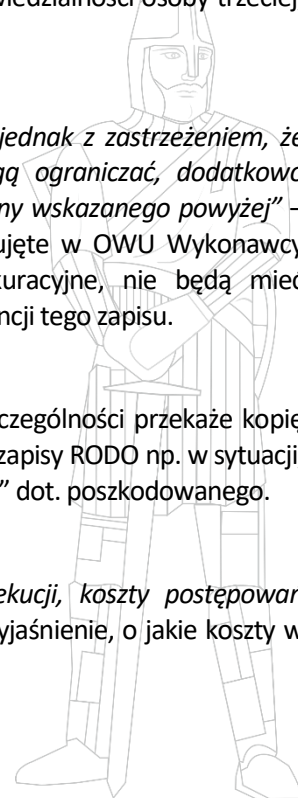 wiedzialności osoby trzeciej
jednak z zastrzeżeniem, że
gą ograniczać, dodatkowo
ny wskazanego powyżej” –
ujęte w OWU Wykonawcy
kuracyjne, nie będą mieć
ncji tego zapisu.
czególności przekaże kopię
zapisy RODO np. w sytuacji
” dot. poszkodowanego.
ekucji, koszty postępowan
yjaśnienie, o jakie koszty w